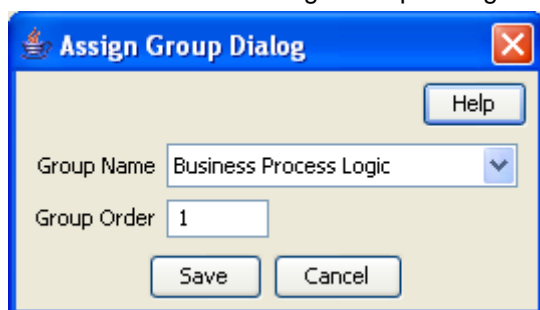 Assign Group Dialog
Help
Group Name Business Process Logic
Group Order 1
Save Cancel